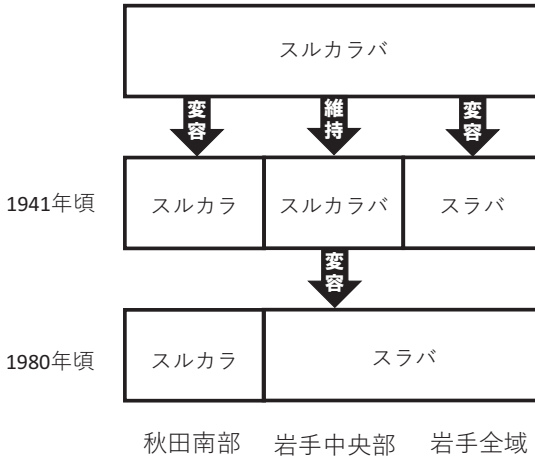 スルカラバ
変容
維持
変容
1941年頃
スルカラ
スルカラバ
スラバ
変容
1980年頃
スルカラ
スラバ
秋田南部
岩手中央部
岩手全域